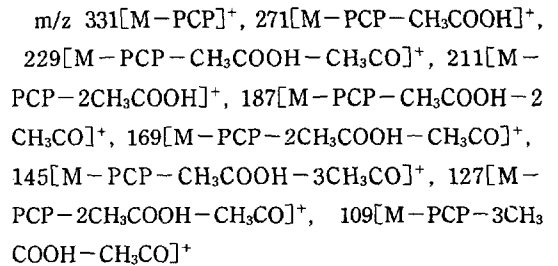 m/z 331[M−PCP]⁺, 271[M−PCP−CH₃COOH]⁺,
229[M−PCP−CH₃COOH−CH₃CO]⁺, 211[M−
PCP−2CH₃COOH]⁺, 187[M−PCP−CH₃COOH−2
CH₃CO]⁺, 169[M−PCP−2CH₃COOH−CH₃CO]⁺,
145[M−PCP−CH₃COOH−3CH₃CO]⁺, 127[M−
PCP−2CH₃COOH−CH₃CO]⁺, 109[M−PCP−3CH₃
COOH−CH₃CO]⁺